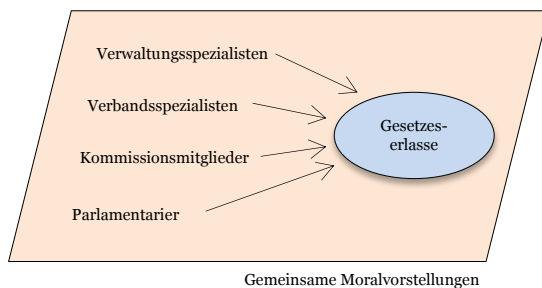 Verwaltungsspezialisten
Verbandsspezialisten
Kommissionsmitglieder
Parlamentarier
Gesetzes-
erlasse
Gemeinsame Moralvorstellungen